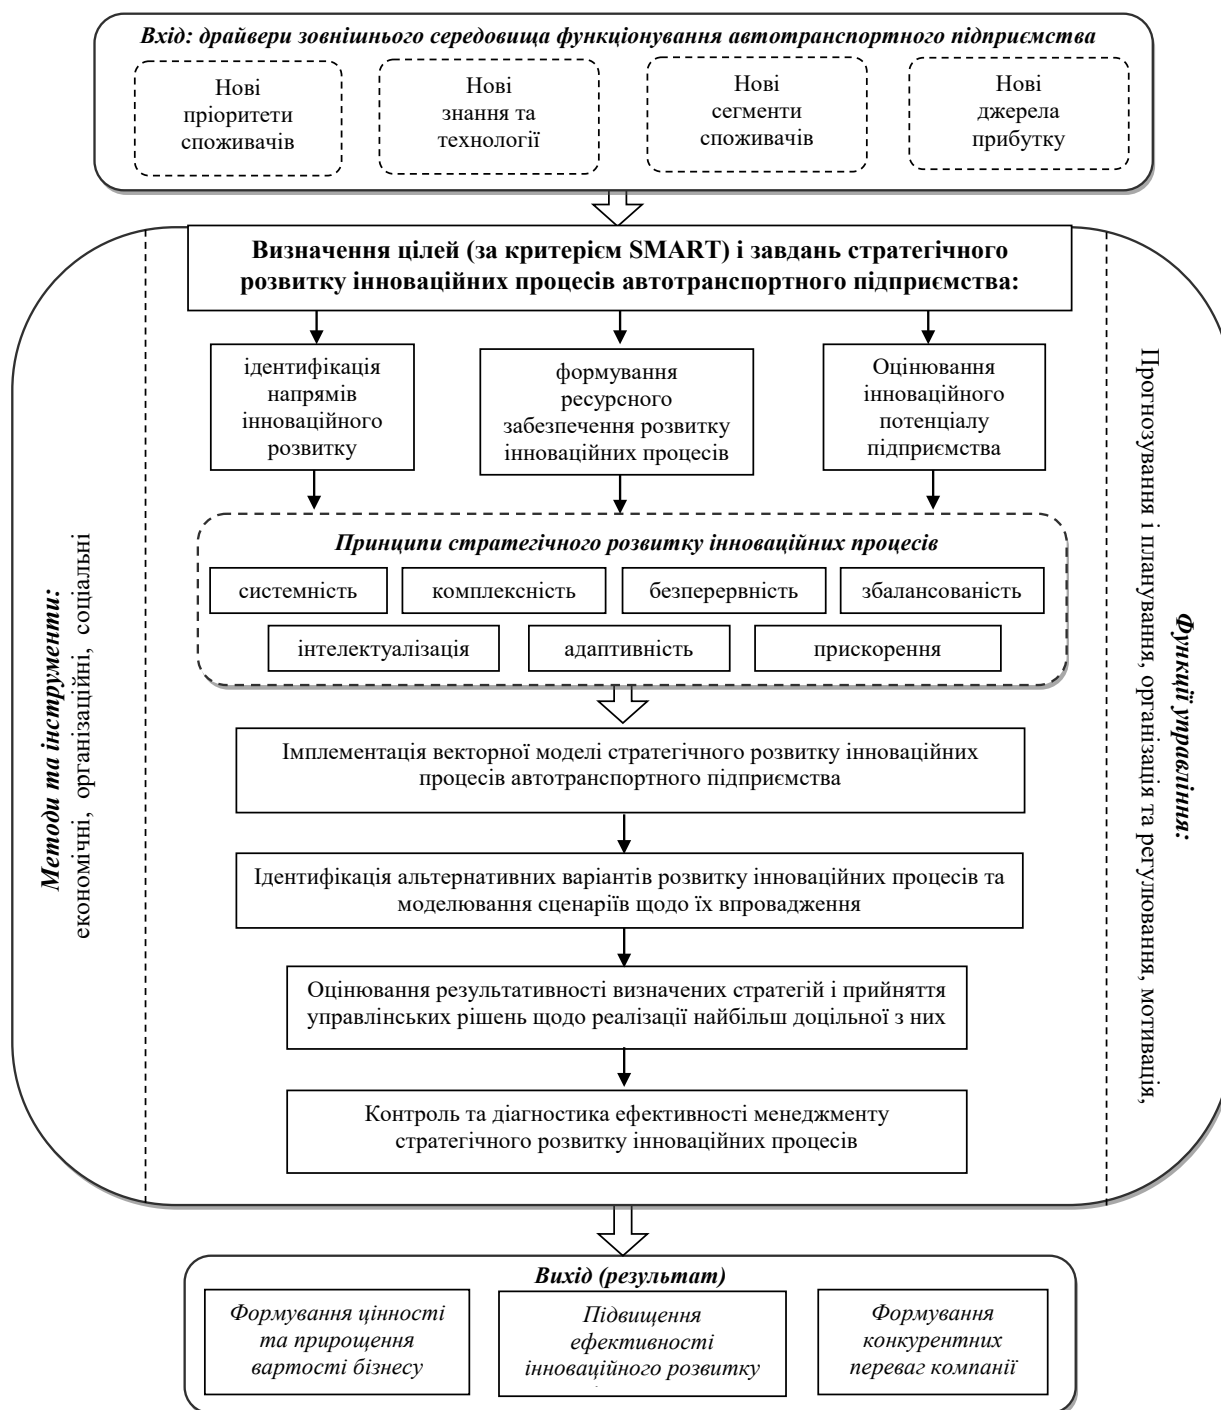 Вхід: драйвери зовнішнього середовища функціонування автотранспортного підприємства
Нові
пріоритети
споживачів
Нові
знання та
технології
Нові
сегменти
споживачів
Нові
джерела
прибутку
Визначення цілей (за критерієм SMART) і завдань стратегічного
розвитку інноваційних процесів автотранспортного підприємства:
ідентифікація
напрямів
інноваційного
розвитку
формування
ресурсного
забезпечення розвитку
інноваційних процесів
Оцінювання
інноваційного
потенціалу
підприємства
Методи та інструменти:
економічні, організаційні, соціальні
Функції управління:
Прогнозування і планування, організація та регулювання, мотивація,
Принципи стратегічного розвитку інноваційних процесів
системність
комплексність
безперервність
збалансованість
інтелектуалізація
адаптивність
прискорення
Імплементація векторної моделі стратегічного розвитку інноваційних
процесів автотранспортного підприємства
Ідентифікація альтернативних варіантів розвитку інноваційних процесів та
моделювання сценаріїв щодо їх впровадження
Оцінювання результативності визначених стратегій і прийняття
управлінських рішень щодо реалізації найбільш доцільної з них
Контроль та діагностика ефективності менеджменту
стратегічного розвитку інноваційних процесів
Вихід (результат)
Формування цінності
та прирощення
вартості бізнесу
Підвищення
ефективності
інноваційного розвитку
Формування
конкурентних
переваг компанії